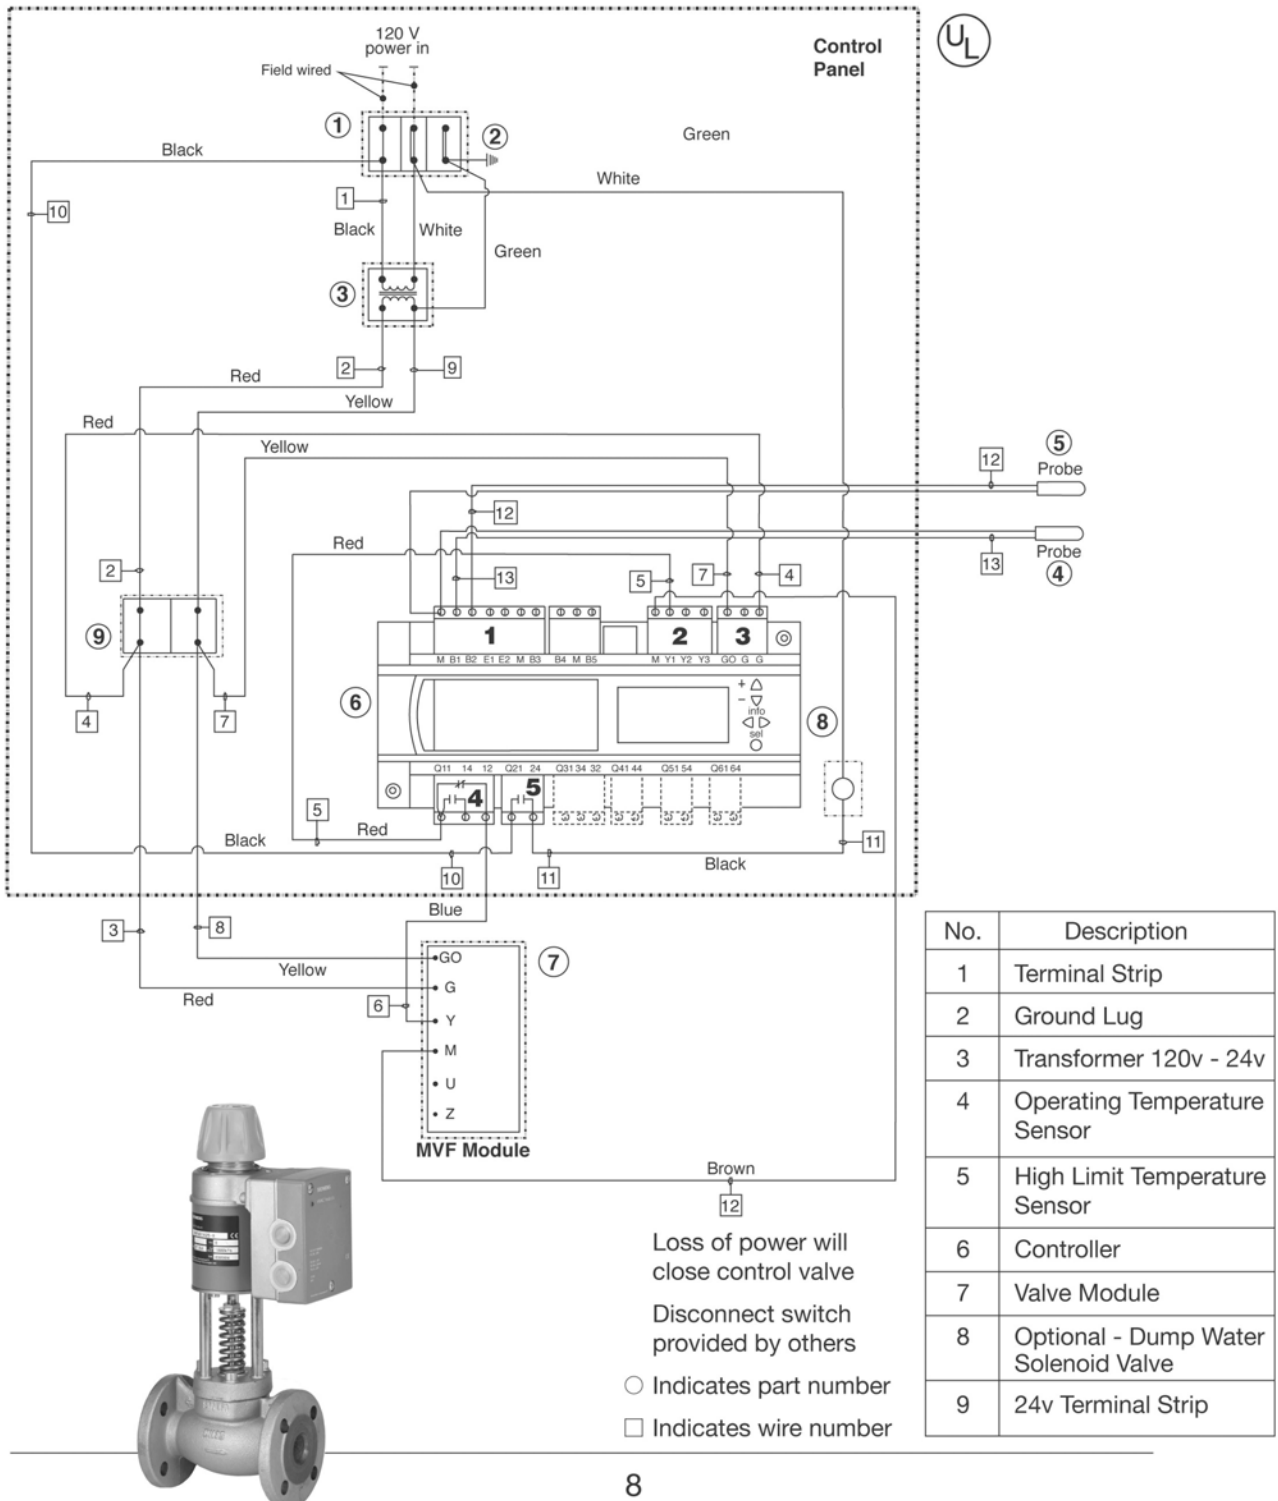 120 V
power in
Control
Panel
UL
Field wired
1
2
Green
Black
White
10
1
Black
White
Green
3
2
9
Red
Yellow
Red
Yellow
12
5
Probe
12
Red
Probe
4
13
2
13
5
7
4
9
1
2
3
M B1 B2 E1 E2 M B3
B4 M B5
M Y1 Y2 Y3
GO G G
4
7
6
+
-
info
sel
8
Q11 14 12
Q21 24
Q31 34 32
Q41 44
Q51 54
Q61 64
4
5
5
Red
Black
10
11
Black
11
3
8
Blue
GO
7
Yellow
G
Red
6
Y
M
U
Z
MVF Module
Brown
12
Loss of power will
close control valve
Disconnect switch
provided by others
Indicates part number
Indicates wire number
No. Description
1 Terminal Strip
2 Ground Lug
3 Transformer 120v - 24v
4 Operating Temperature
Sensor
5 High Limit Temperature
Sensor
6 Controller
7 Valve Module
8 Optional - Dump Water
Solenoid Valve
9 24v Terminal Strip
8